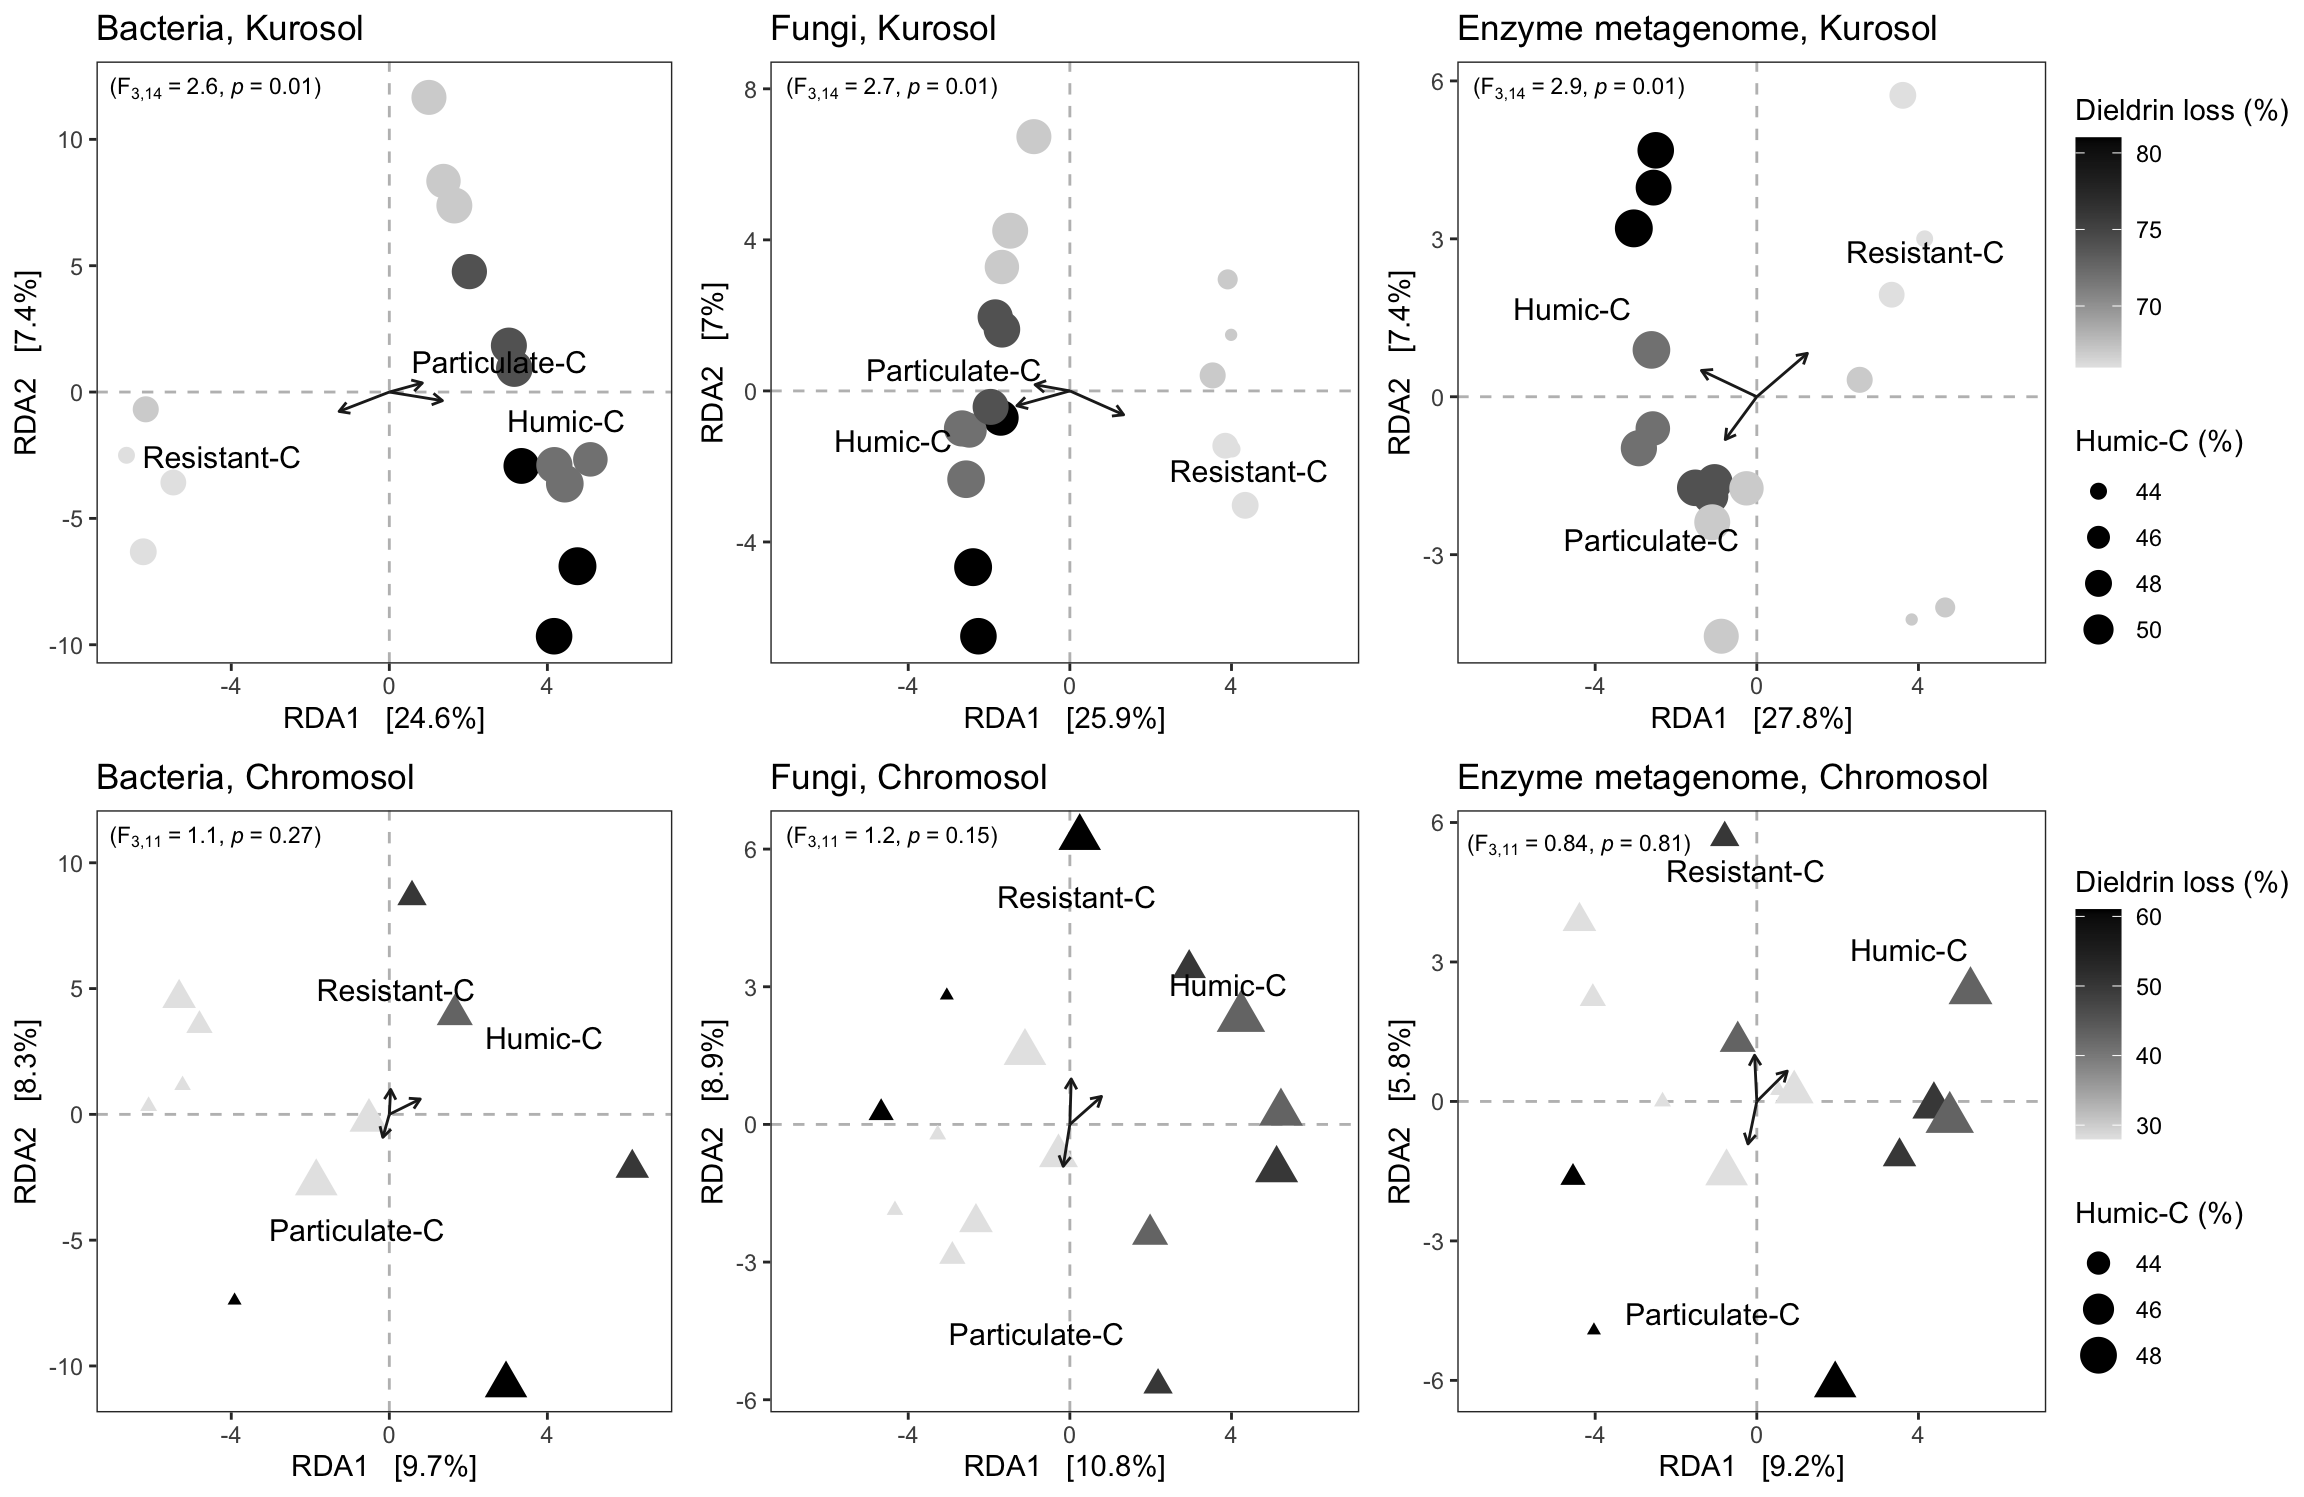 Bacteria, Kurosol
(F3,14 = 2.6, p = 0.01)
10
5
0
-5
-10
RDA2 [7.4%]
Particulate-C
Humic-C
Resistant-C
-4
0
4
RDA1 [24.6%]
Fungi, Kurosol
(F3,14 = 2.7, p = 0.01)
8
4
0
-4
RDA2 [7%]
Particulate-C
Humic-C
Resistant-C
-4
0
4
RDA1 [25.9%]
Enzyme metagenome, Kurosol
(F3,14 = 2.9, p = 0.01)
6
3
0
-3
RDA2 [7.4%]
Resistant-C
Humic-C
Particulate-C
-4
0
4
RDA1 [27.8%]
Dieldrin loss (%)
80
75
70
Humic-C (%)
44
46
48
50
Bacteria, Chromosol
(F3,11 = 1.1, p = 0.27)
10
5
0
-5
-10
RDA2 [8.3%]
Resistant-C
Humic-C
Particulate-C
-4
0
4
RDA1 [9.7%]
Fungi, Chromosol
(F3,11 = 1.2, p = 0.15)
6
3
0
-3
-6
RDA2 [8.9%]
Resistant-C
Humic-C
Particulate-C
-4
0
4
RDA1 [10.8%]
Enzyme metagenome, Chromosol
(F3,11 = 0.84, p = 0.81)
6
3
0
-3
-6
RDA2 [5.8%]
Resistant-C
Humic-C
Particulate-C
-4
0
4
RDA1 [9.2%]
Dieldrin loss (%)
60
50
40
30
Humic-C (%)
44
46
48